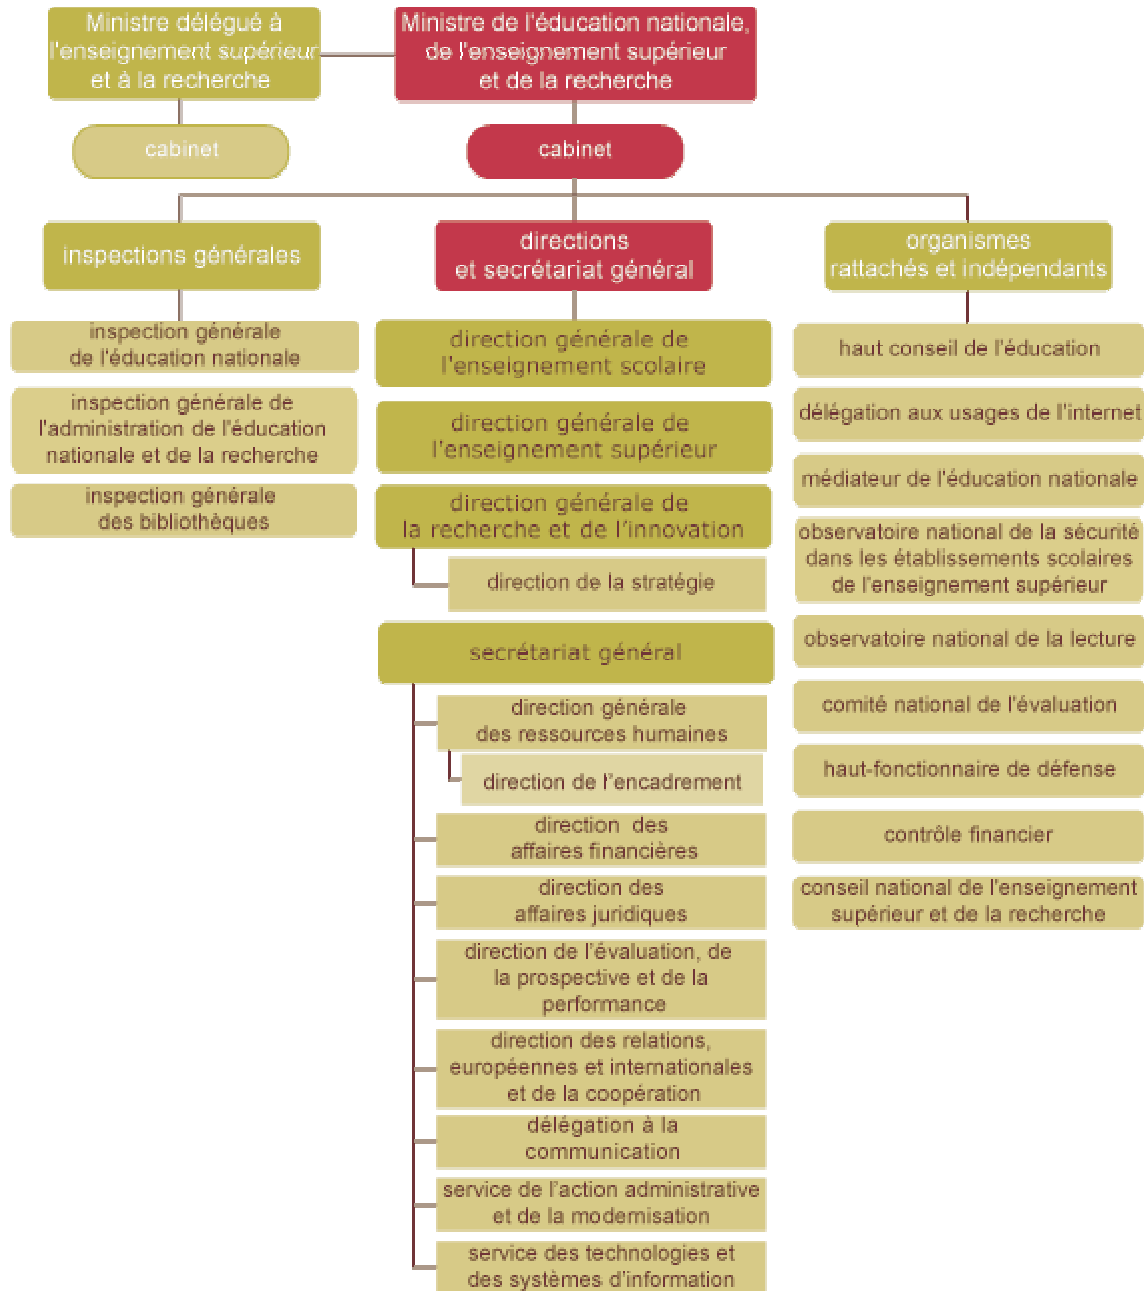 Ministre délégué à
l'enseignement supérieur
et à la recherche
Ministre de l'éducation nationale,
de l'enseignement supérieur
et de la recherche
cabinet
cabinet
inspections générales
directions
et secrétariat général
organismes
rattachés et indépendants
inspection générale
de l'éducation nationale
inspection générale de
l'administration de l'éducation
nationale et de la recherche
inspection générale
des bibliothèques
direction générale de
l'enseignement scolaire
direction générale de
l'enseignement supérieur
direction générale de
la recherche et de l'innovation
direction de la stratégie
secrétariat général
direction générale
des ressources humaines
direction de l'encadrement
direction des
affaires financières
direction des
affaires juridiques
direction de l'évaluation, de
la prospective et de la
performance
direction des relations,
européennes et internationales
et de la coopération
délégation à la
communication
service de l'action administrative
et de la modernisation
service des technologies et
des systèmes d'information
haut conseil de l'éducation
délégation aux usages de l'internet
médiateur de l'éducation nationale
observatoire national de la sécurité
dans les établissements scolaires
de l'enseignement supérieur
observatoire national de la lecture
comité national de l'évaluation
haut-fonctionnaire de défense
contrôle financier
conseil national de l'enseignement
supérieur et de la recherche